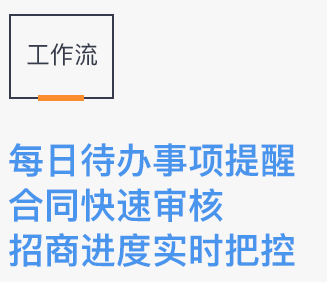 工作流
每日待办事项提醒
合同快速审核
招商进度实时把控